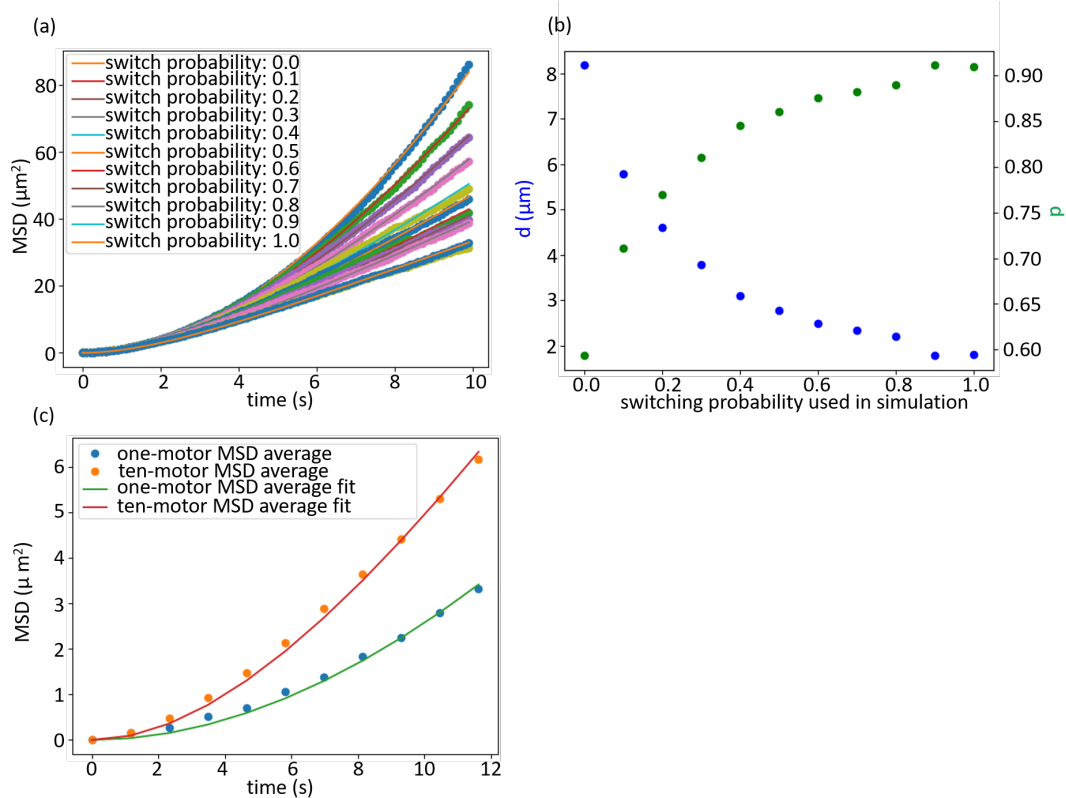 (a)
MSD (μm²)
80
60
40
20
0
switch probability: 0.0
switch probability: 0.1
switch probability: 0.2
switch probability: 0.3
switch probability: 0.4
switch probability: 0.5
switch probability: 0.6
switch probability: 0.7
switch probability: 0.8
switch probability: 0.9
switch probability: 1.0
0 2 4 6 8 10
time (s)
(b)
d (μm)
8
7
6
5
4
3
2
0.90
0.85
0.80
0.75
0.70
0.65
0.60
p
0.0 0.2 0.4 0.6 0.8 1.0
switching probability used in simulation
(c)
MSD (μ m²)
6
5
4
3
2
1
0
one-motor MSD average
ten-motor MSD average
one-motor MSD average fit
ten-motor MSD average fit
0 2 4 6 8 10 12
time (s)